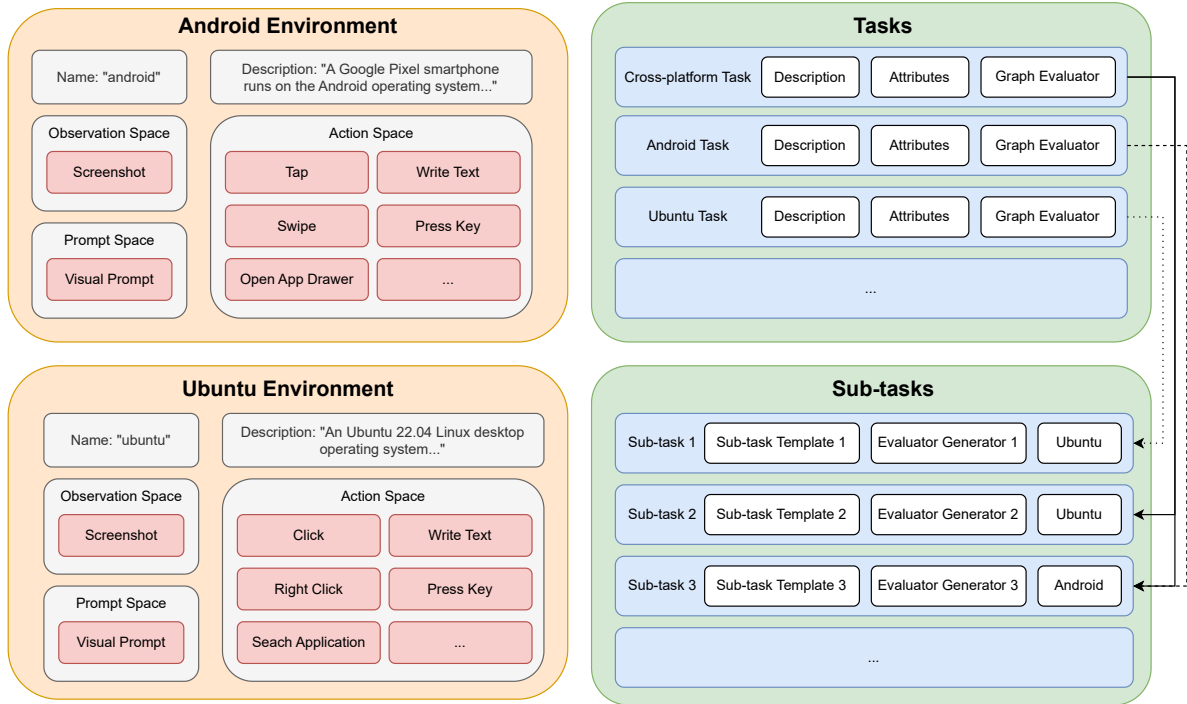 Android Environment
Name: "android"
Description: "A Google Pixel smartphone
runs on the Android operating system..."
Observation Space
Screenshot
Prompt Space
Visual Prompt
Action Space
Tap
Write Text
Swipe
Press Key
Open App Drawer
...
Tasks
Cross-platform Task
Description
Attributes
Graph Evaluator
Android Task
Description
Attributes
Graph Evaluator
Ubuntu Task
Description
Attributes
Graph Evaluator
...
Ubuntu Environment
Name: "ubuntu"
Description: "An Ubuntu 22.04 Linux desktop
operating system..."
Observation Space
Screenshot
Prompt Space
Visual Prompt
Action Space
Click
Write Text
Right Click
Press Key
Seach Application
...
Sub-tasks
Sub-task 1
Sub-task Template 1
Evaluator Generator 1
Ubuntu
Sub-task 2
Sub-task Template 2
Evaluator Generator 2
Ubuntu
Sub-task 3
Sub-task Template 3
Evaluator Generator 3
Android
...